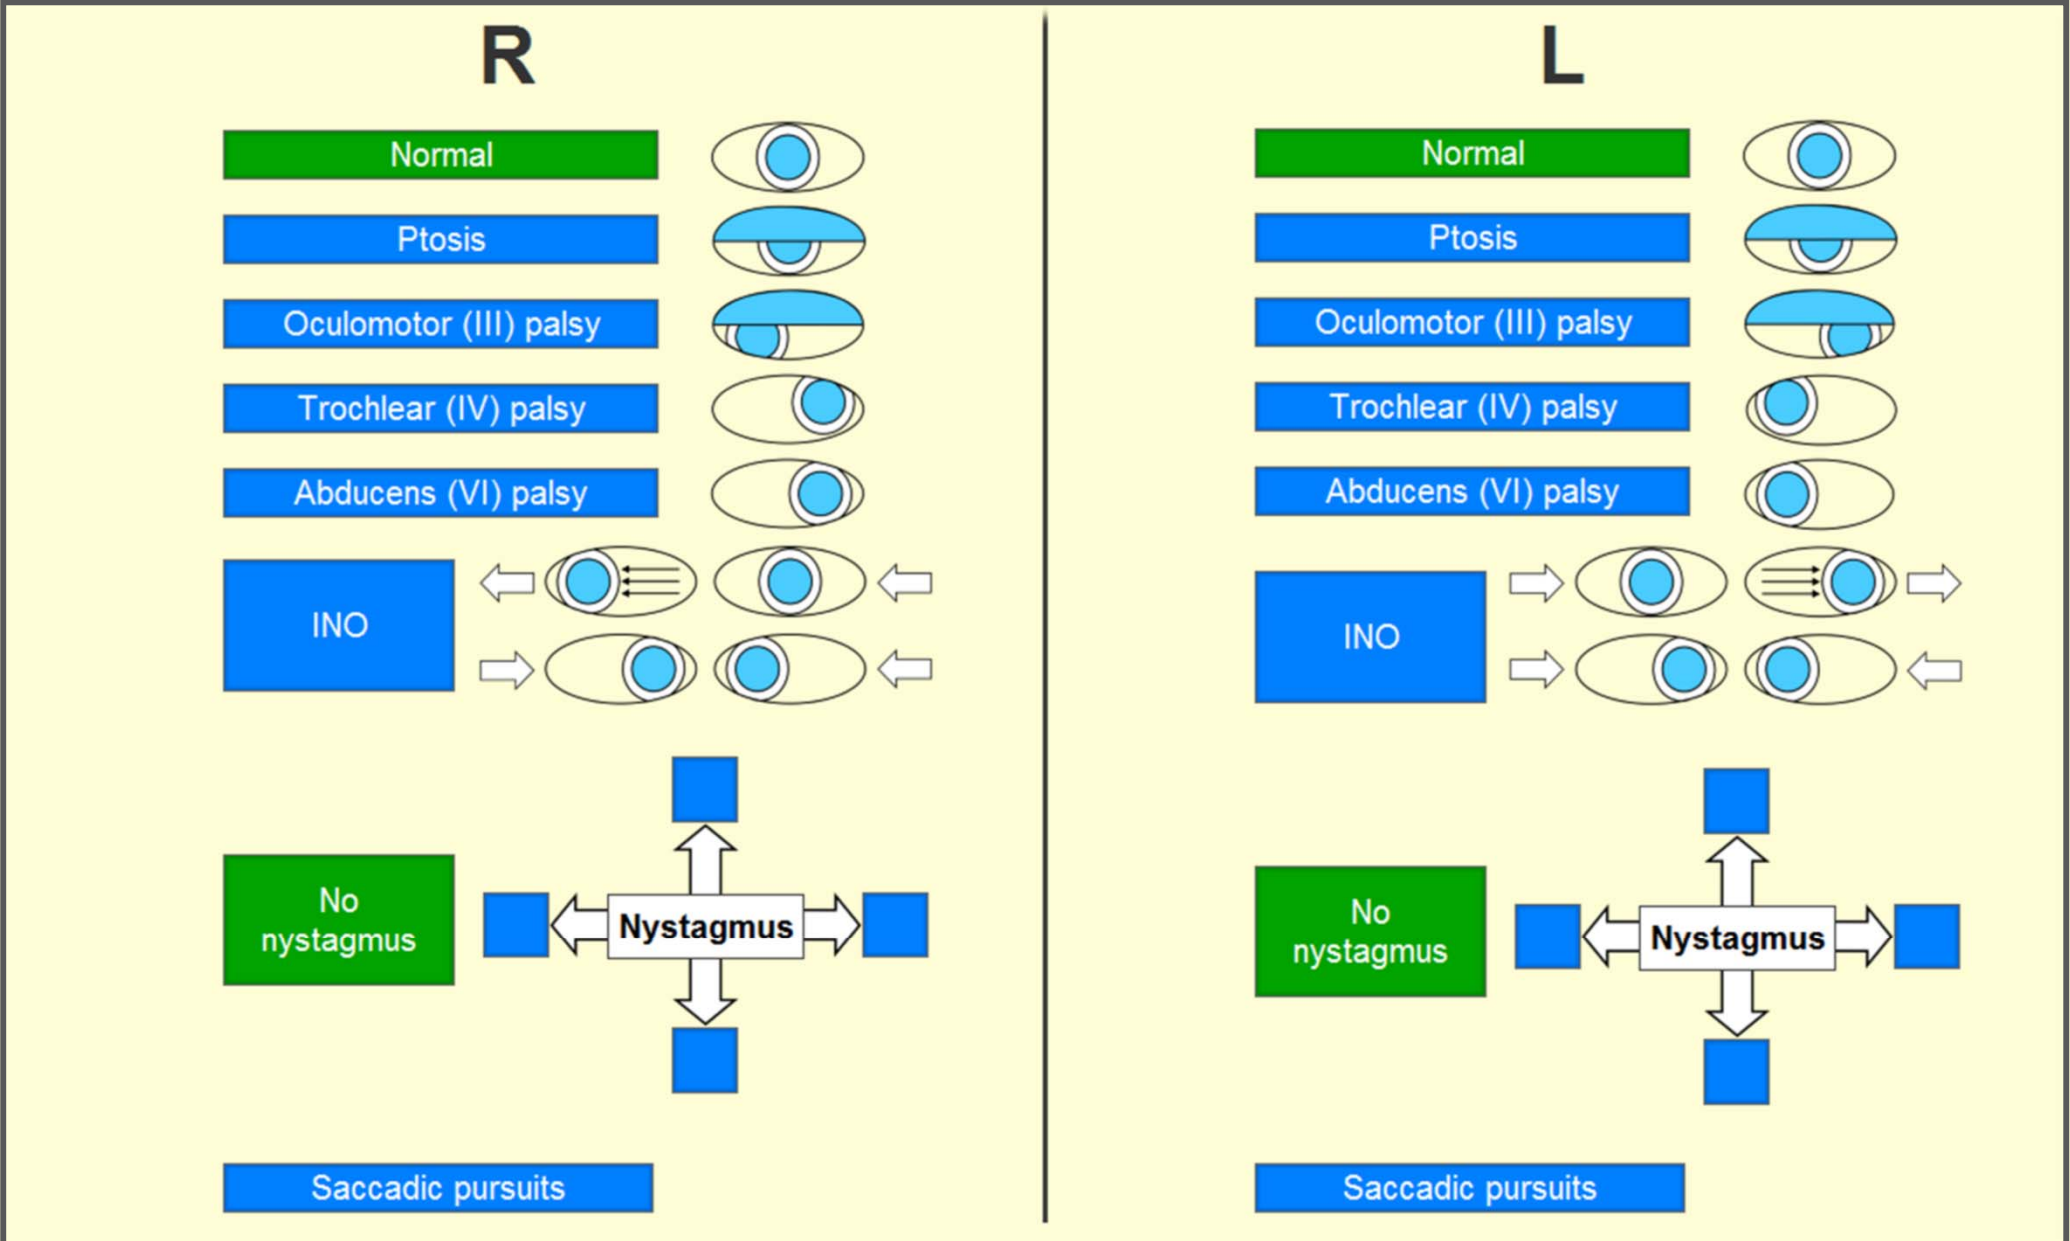 R
Normal
Ptosis
Oculomotor (III) palsy
Trochlear (IV) palsy
Abducens (VI) palsy
INO
No
nystagmus
Nystagmus
Saccadic pursuits
L
Normal
Ptosis
Oculomotor (III) palsy
Trochlear (IV) palsy
Abducens (VI) palsy
INO
No
nystagmus
Nystagmus
Saccadic pursuits